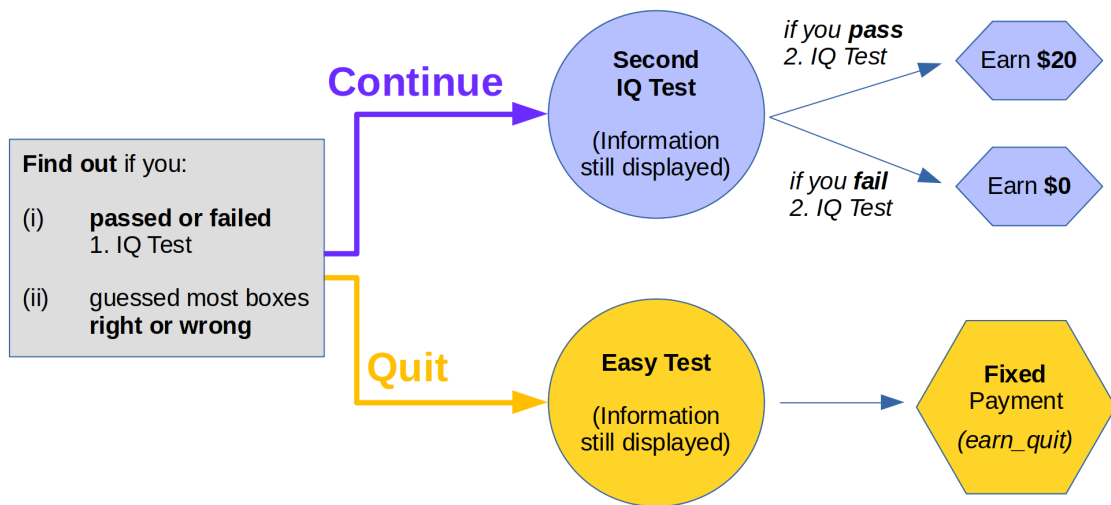 Find out if you:
(i) passed or failed
1. IQ Test
(ii) guessed most boxes
right or wrong
Continue
Second
IQ Test
(Information
still displayed)
if you pass
2. IQ Test
Earn $20
if you fail
2. IQ Test
Earn $0
Quit
Easy Test
(Information
still displayed)
Fixed
Payment
(earn_quit)